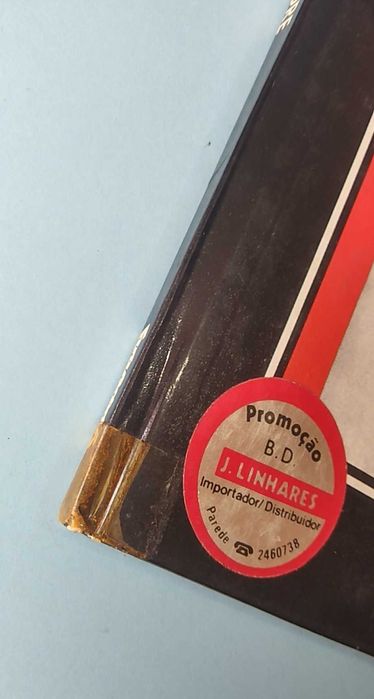 Promoção
B.D.
J. LINHARES
Importador/Distribuidor
Parede ☎ 2460738